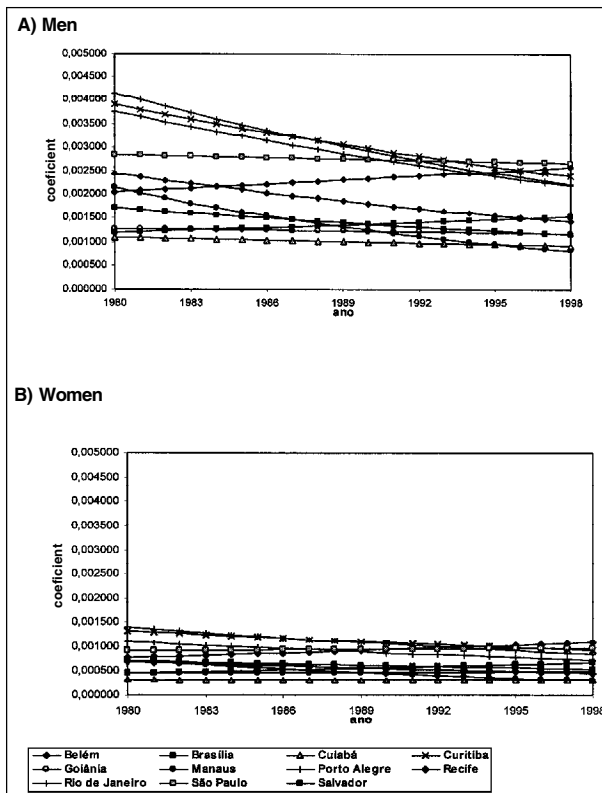 A) Men
0,005000
0,004500
0,004000
0,003500
0,003000
0,002500
0,002000
0,001500
0,001000
0,000500
0,000000
coeficient
1980 1983 1986 1989 1992 1995 1998
ano
B) Women
0,005000
0,004500
0,004000
0,003500
0,003000
0,002500
0,002000
0,001500
0,001000
0,000500
0,000000
coeficient
1980 1983 1986 1989 1992 1995 1998
ano
Belém Brasília Cuiabá Curitiba
Goiânia Manaus Porto Alegre Recife
Rio de Janeiro São Paulo Salvador